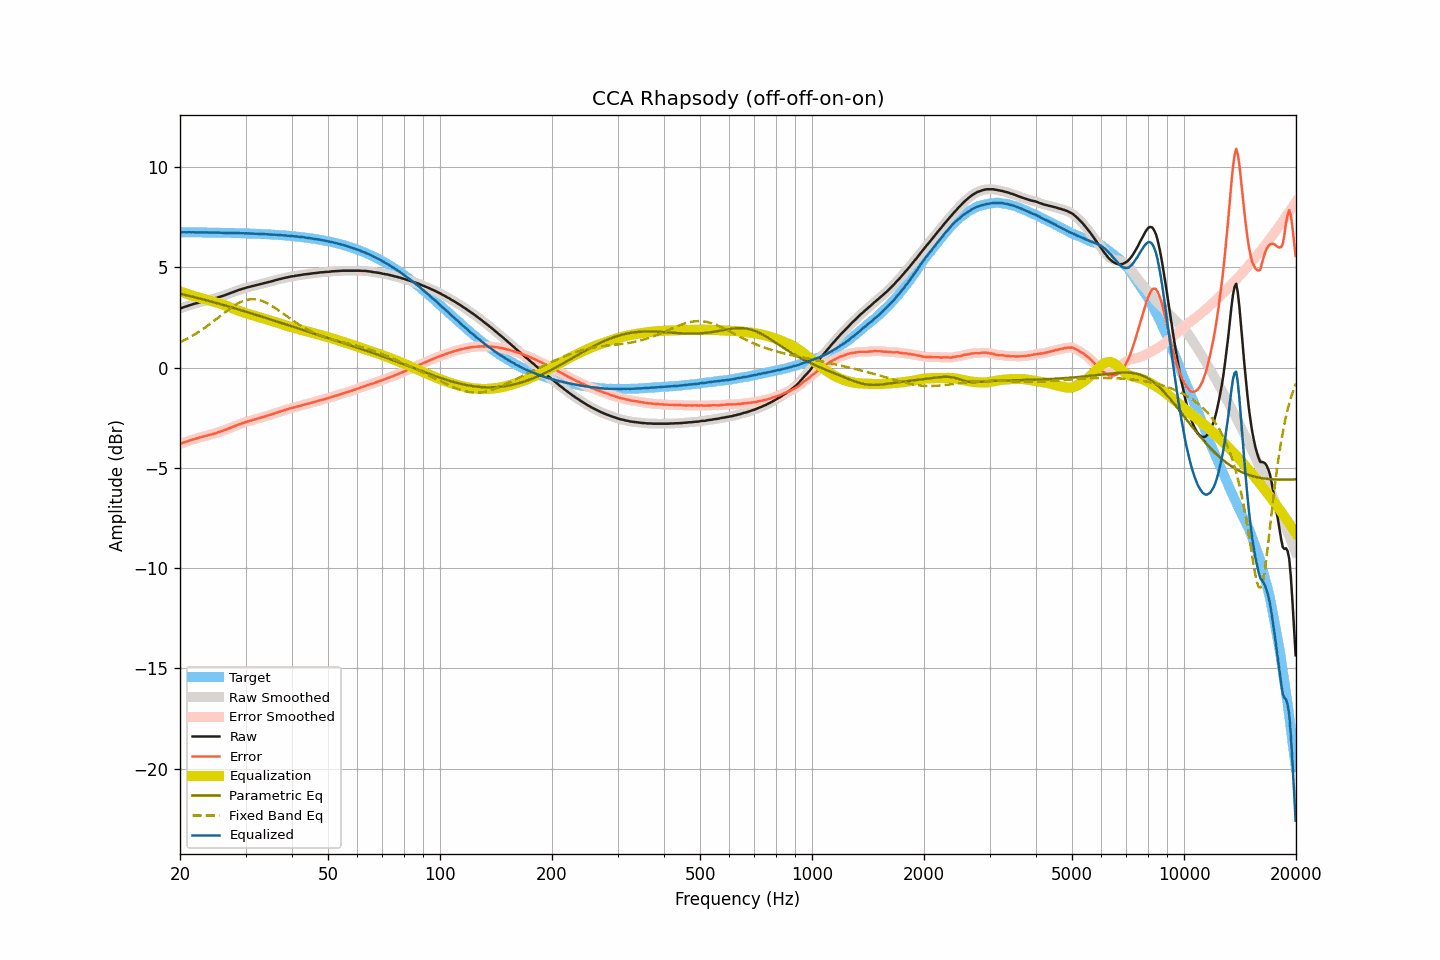 CCA Rhapsody (off-off-on-on)
10
5
0
−5
−10
−15
−20
Amplitude (dBr)
Target
Raw Smoothed
Error Smoothed
Raw
Error
Equalization
Parametric Eq
Fixed Band Eq
Equalized
20 50 100 200 500 1000 2000 5000 10000 20000
Frequency (Hz)